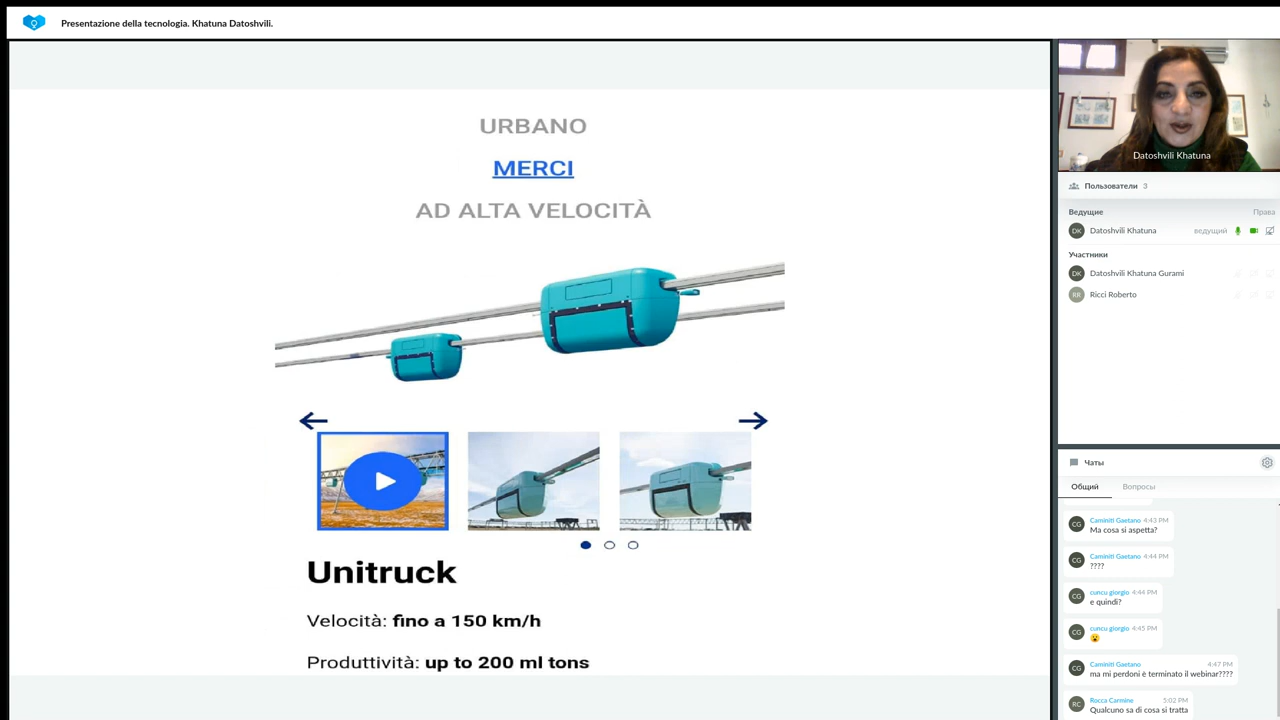 Presentazione della tecnologia. Khatuna Datoshvili.
URBANO
MERCI
AD ALTA VELOCITÀ
Unitruck
Velocità: fino a 150 km/h
Produttività: up to 200 ml tons
Datoshvili Khatuna
Пользователи 3
Ведущие Права
DK Datoshvili Khatuna ведущий
Участники
DK Datoshvili Khatuna Gurami
RR Ricci Roberto
Чаты
Общий Вопросы
CG Caminiti Gaetano 4:43 PM
Ma cosa si aspetta?
CG Caminiti Gaetano 4:44 PM
????
CG cuncu giorgio 4:44 PM
e quindi?
CG cuncu giorgio 4:45 PM
😮
CG Caminiti Gaetano 4:47 PM
ma mi perdoni è terminato il webinar????
RC Rocca Carmine 5:02 PM
Qualcuno sa di cosa si tratta